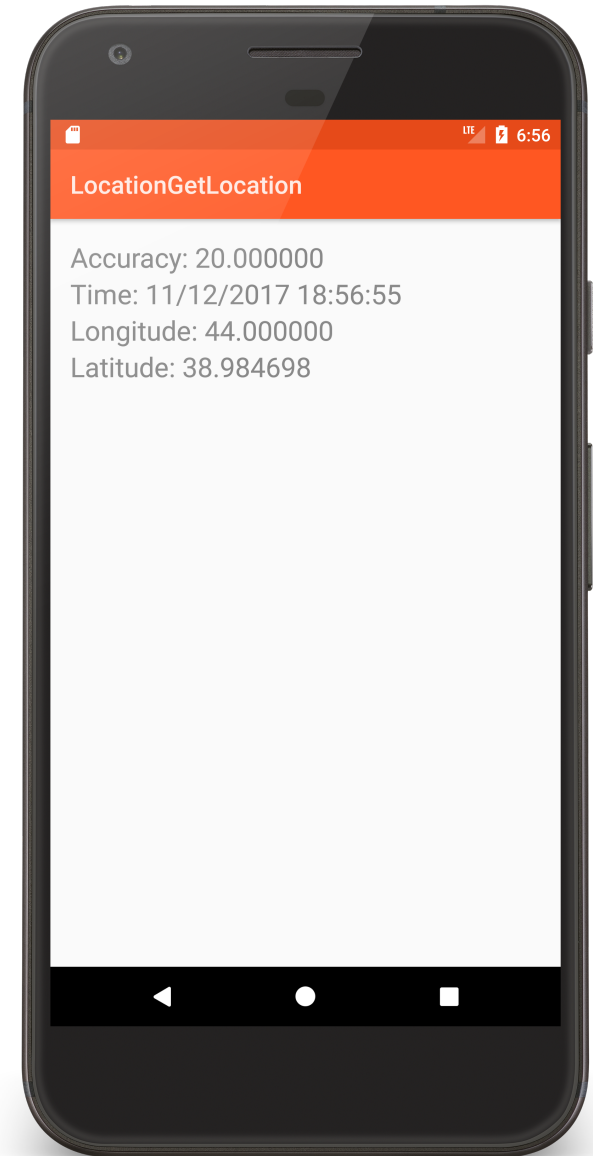 LTE 6:56
LocationGetLocation
Accuracy: 20.000000
Time: 11/12/2017 18:56:55
Longitude: 44.000000
Latitude: 38.984698